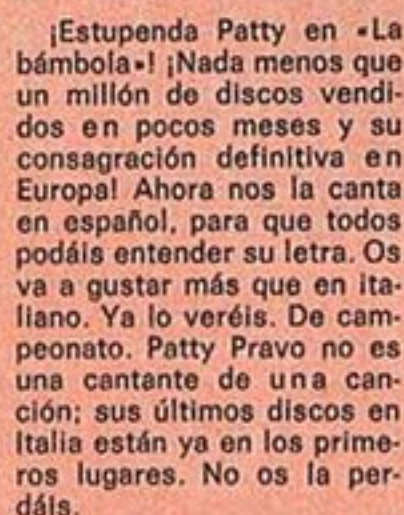 ¡Estupenda Patty en «La
bámbola»! ¡Nada menos que
un millón de discos vendi-
dos en pocos meses y su
consagración definitiva en
Europa! Ahora nos la canta
en español, para que todos
podáis entender su letra. Os
va a gustar más que en ita-
liano. Ya lo veréis. De cam-
peonato. Patty Pravo no es
una cantante de una can-
ción; sus últimos discos en
Italia están ya en los prime-
ros lugares. No os la per-
dáis.